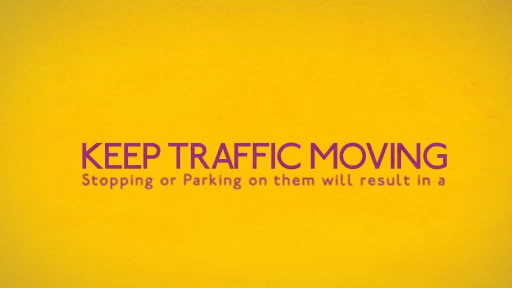 KEEP TRAFFIC MOVING
Stopping or Parking on them will result in a